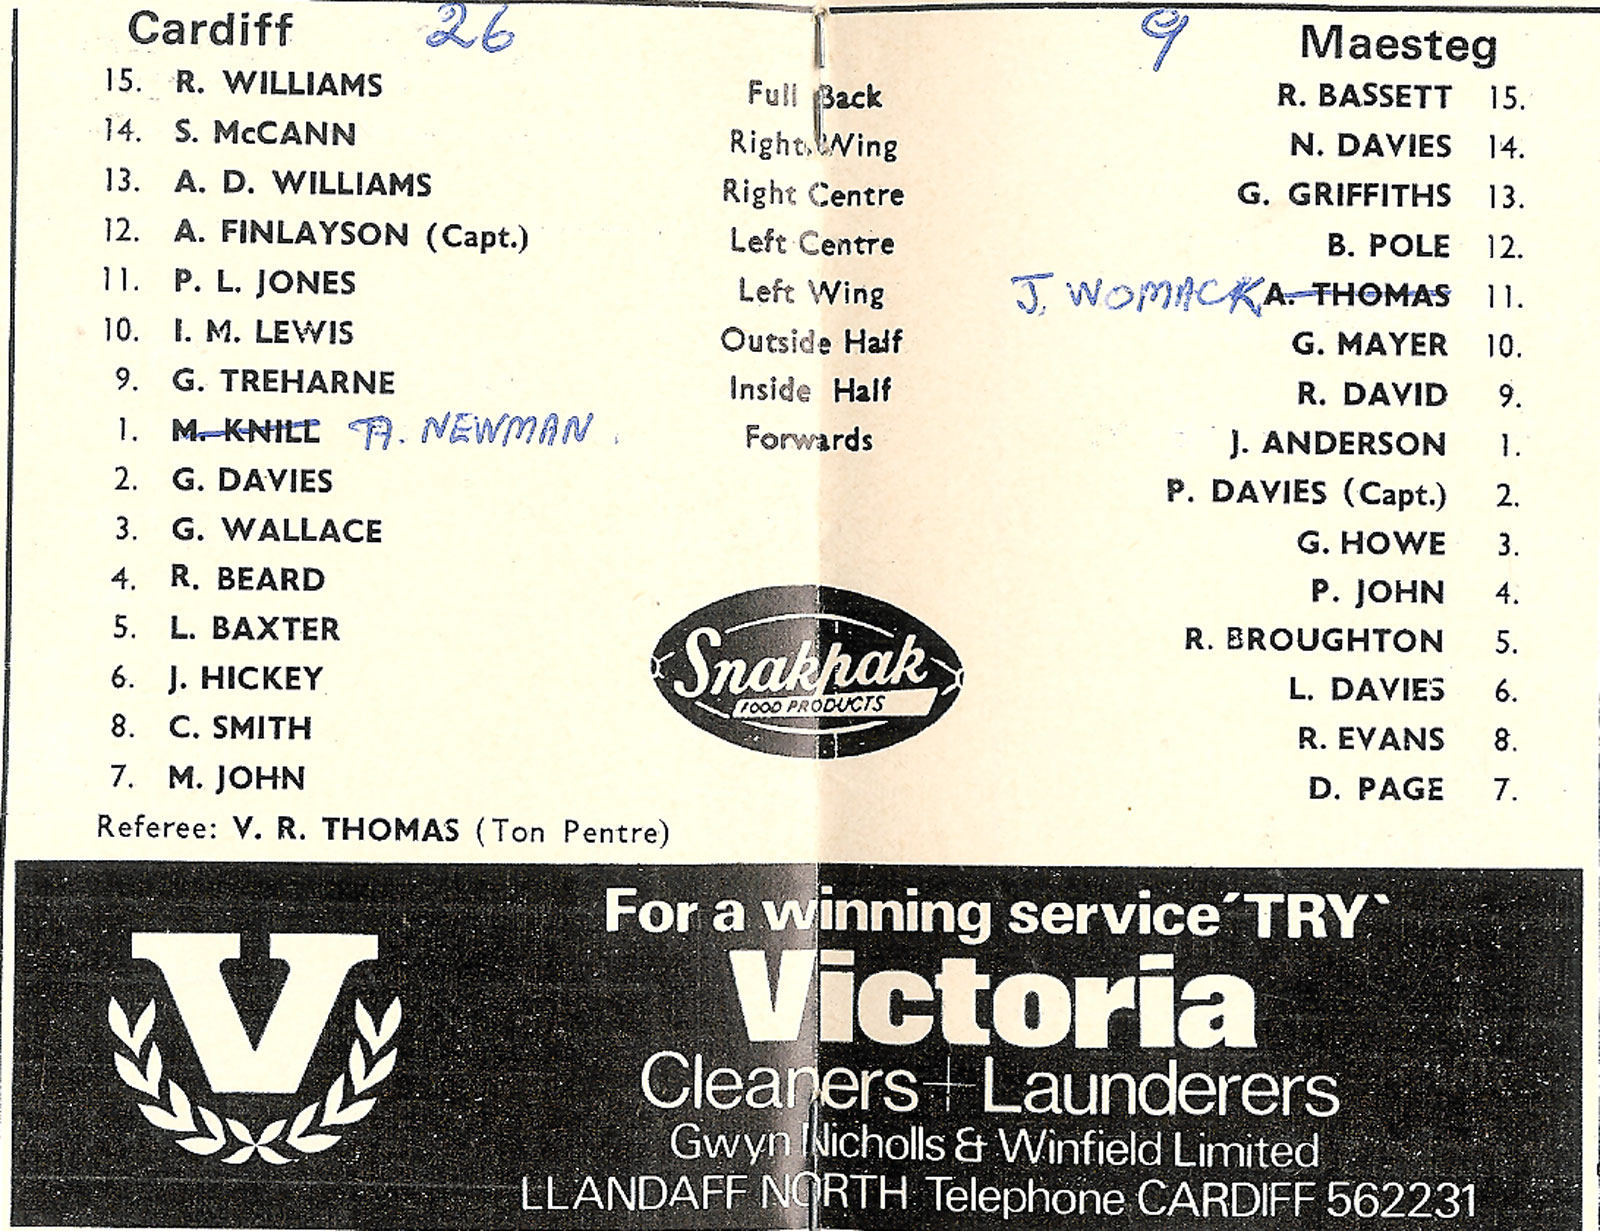 Cardiff 26 9 Maesteg
15. R. WILLIAMS Full Back R. BASSETT 15.
14. S. McCANN Right Wing N. DAVIES 14.
13. A. D. WILLIAMS Right Centre G. GRIFFITHS 13.
12. A. FINLAYSON (Capt.) Left Centre B. POLE 12.
11. P. L. JONES Left Wing J. WOMACK A. THOMAS 11.
10. I. M. LEWIS Outside Half G. MAYER 10.
9. G. TREHARNE Inside Half R. DAVID 9.
1. M. KNILL A. NEWMAN. Forwards J. ANDERSON 1.
2. G. DAVIES P. DAVIES (Capt.) 2.
3. G. WALLACE G. HOWE 3.
4. R. BEARD P. JOHN 4.
5. L. BAXTER R. BROUGHTON 5.
6. J. HICKEY L. DAVIES 6.
8. C. SMITH R. EVANS 8.
7. M. JOHN D. PAGE 7.
Snakpak
FOOD PRODUCTS
Referee: V. R. THOMAS (Ton Pentre)
V
For a winning service ´TRY`
Victoria
Cleaners + Launderers
Gwyn Nicholls & Winfield Limited
LLANDAFF NORTH Telephone CARDIFF 562231